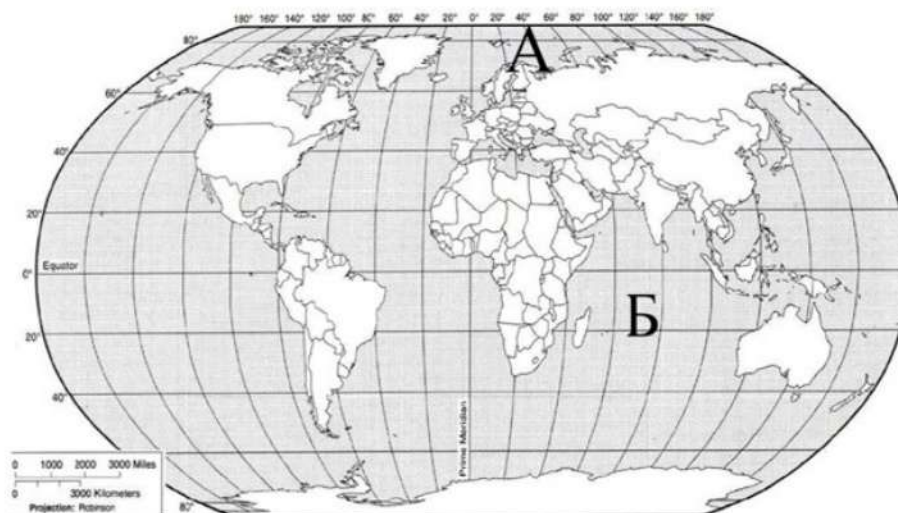 180° 160° 140° 120° 100° 80° 60° 40° 20° 0° 20° 40° 60° 80° 100° 120° 140° 160° 180°
80°
А
60°
40°
20°
Equator
0°
Б
20°
40°
Prime Meridian
0 1000 2000 3000 Miles
0 3000 Kilometers
Projection: Robinson
80°